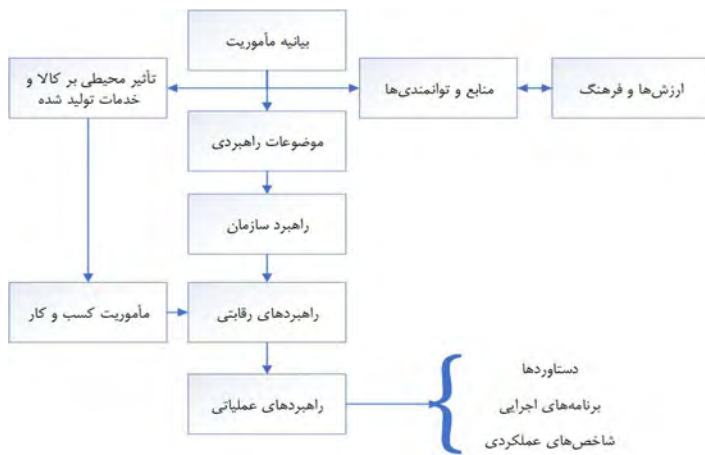 بیانیه مأموریت
تأثیر محیطی بر کالا و
خدمات تولید شده
منابع و توانمندی‌ها
ارزش‌ها و فرهنگ
موضوعات راهبردی
راهبرد سازمان
مأموریت کسب و کار
راهبردهای رقابتی
راهبردهای عملیاتی
دستاوردها
برنامه‌های اجرایی
شاخص‌های عملکردی